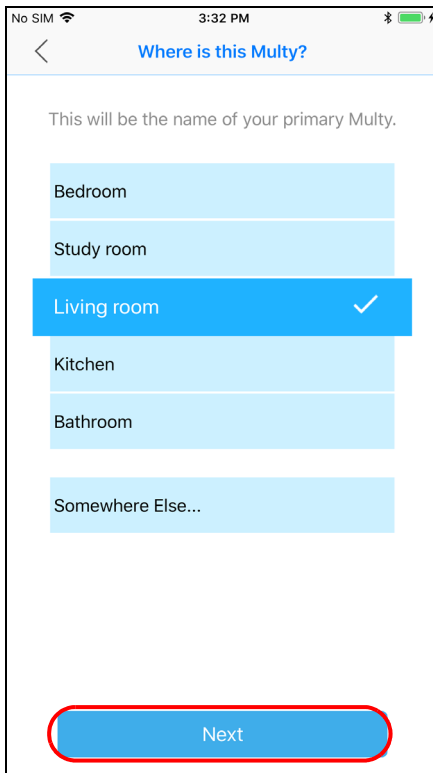 No SIM 3:32 PM
Where is this Multy?
This will be the name of your primary Multy.
Bedroom
Study room
Living room
Kitchen
Bathroom
Somewhere Else...
Next